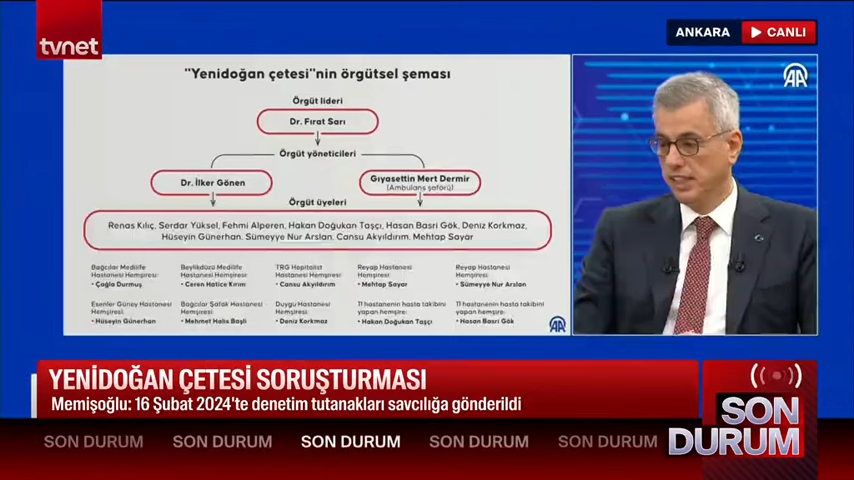 tvnet
ANKARA
CANLI
"Yenidoğan çetesi"nin örgütsel şeması
Örgüt lideri
Dr. Fırat Sarı
Örgüt yöneticileri
Dr. İlker Gönen
Gıyasettin Mert Dermir
(Ambulans şoförü)
Örgüt üyeleri
Renas Kılıç, Serdar Yüksel, Fehmi Alperen, Hakan Doğukan Taşçı, Hasan Basri Gök, Deniz Korkmaz,
Hüseyin Günerhan, Sümeyye Nur Arslan, Cansu Akyıldırım, Mehtap Sayar
Bağcılar Medilife
Hastanesi Hemşiresi:
• Çağla Durmuş
Beylikdüzü Medilife
Hastanesi Hemşiresi:
• Ceren Hatice Kırım
TRG Hospitalist
Hastanesi Hemşiresi:
• Cansu Akyıldırım
Reyap Hastanesi
Hemşiresi:
• Mehtap Sayar
Reyap Hastanesi
Hemşiresi:
• Sümeyye Nur Arslan
Esenler Güney Hastanesi
Hemşiresi:
• Hüseyin Günerhan
Bağcılar Şafak Hastanesi
Hemşiresi:
• Mehmet Halis Başli
Duygu Hastanesi
Hemşiresi:
• Deniz Korkmaz
11 hastanenin hasta takibini
yapan hemşire:
• Hakan Doğukan Taşçı
11 hastanenin hasta takibini
yapan hemşire:
• Hasan Basri Gök
AA
AA
YENİDOĞAN ÇETESİ SORUŞTURMASI
Memişoğlu: 16 Şubat 2024'te denetim tutanakları savcılığa gönderildi
SON DURUM
SON DURUM SON DURUM SON DURUM SON DURUM SON DURUM